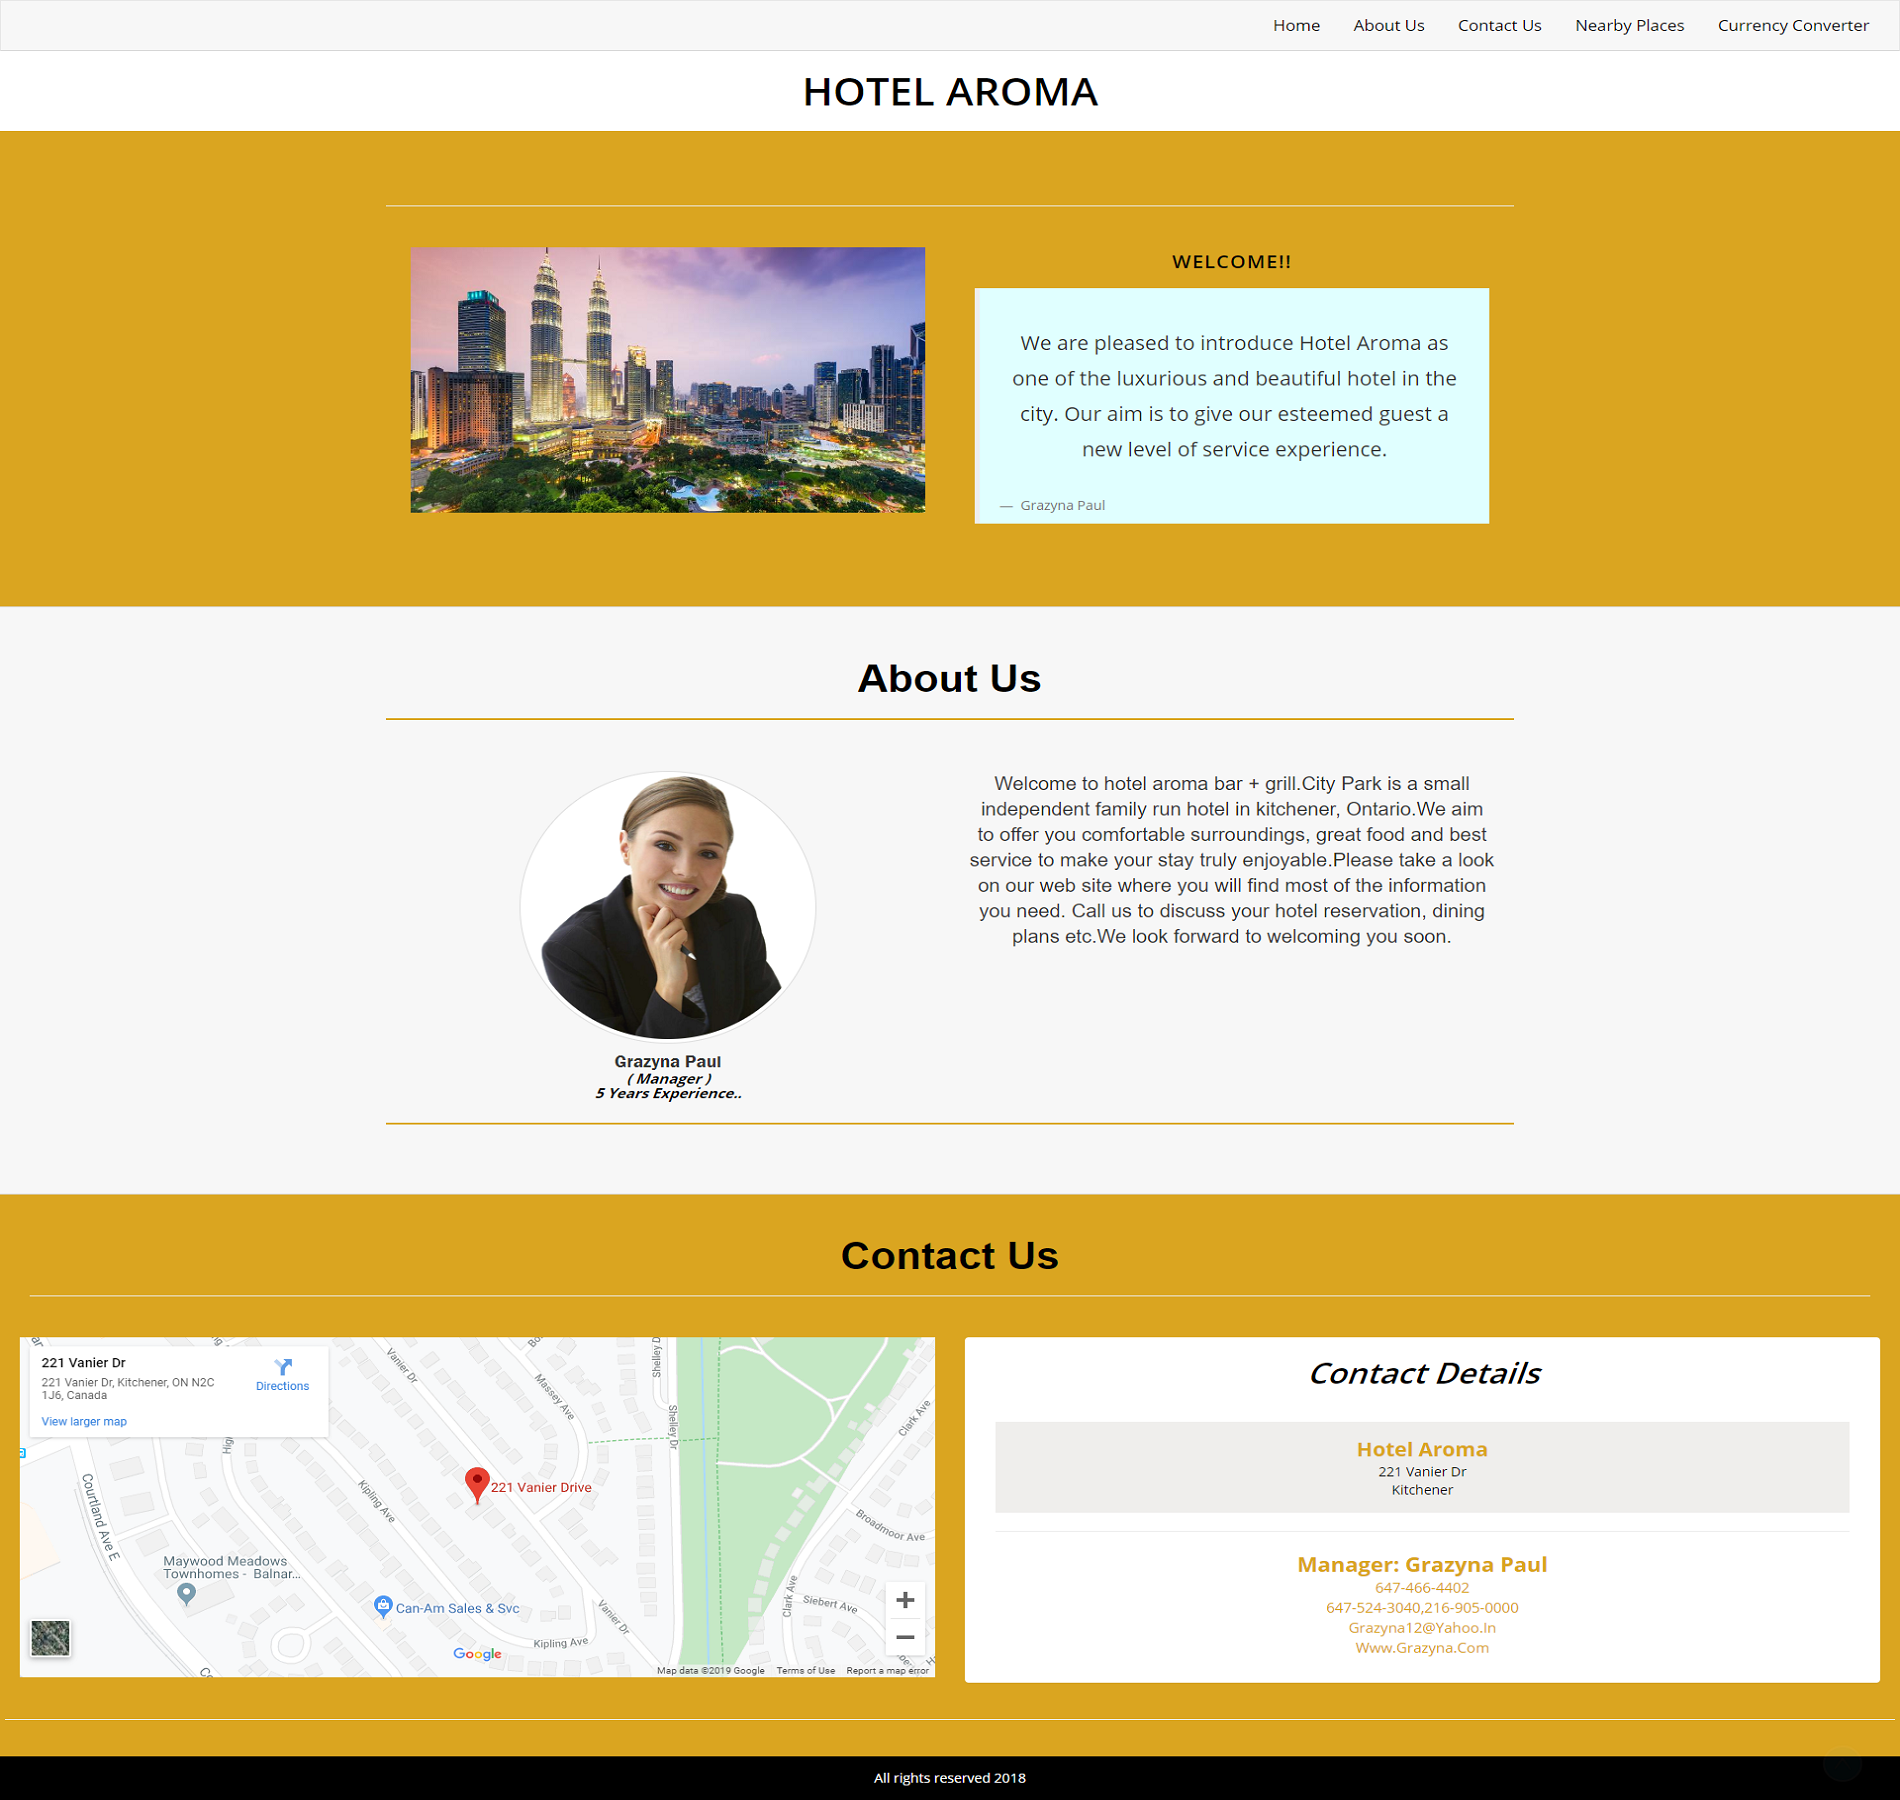 Home About Us Contact Us Nearby Places Currency Converter
HOTEL AROMA
WELCOME!!
We are pleased to introduce Hotel Aroma as
one of the luxurious and beautiful hotel in the
city. Our aim is to give our esteemed guest a
new level of service experience.
— Grazyna Paul
About Us
Welcome to hotel aroma bar + grill.City Park is a small
independent family run hotel in kitchener, Ontario.We aim
to offer you comfortable surroundings, great food and best
service to make your stay truly enjoyable.Please take a look
on our web site where you will find most of the information
you need. Call us to discuss your hotel reservation, dining
plans etc.We look forward to welcoming you soon.
Grazyna Paul
( Manager )
5 Years Experience..
Contact Us
221 Vanier Dr
221 Vanier Dr, Kitchener, ON N2C
1J6, Canada
Directions
View larger map
Vanier Dr
Massey Ave
Shelley Dr
Clark Ave
Courtland Ave E
Kipling Ave
221 Vanier Drive
Broadmoor Ave
Maywood Meadows
Townhomes - Balnar...
Can-Am Sales & Svc
Vanier Dr
Clark Ave
Siebert Ave
Kipling Ave
Google
Map data ©2019 Google Terms of Use Report a map error
Contact Details
Hotel Aroma
221 Vanier Dr
Kitchener
Manager: Grazyna Paul
647-466-4402
647-524-3040,216-905-0000
Grazyna12@Yahoo.In
Www.Grazyna.Com
All rights reserved 2018